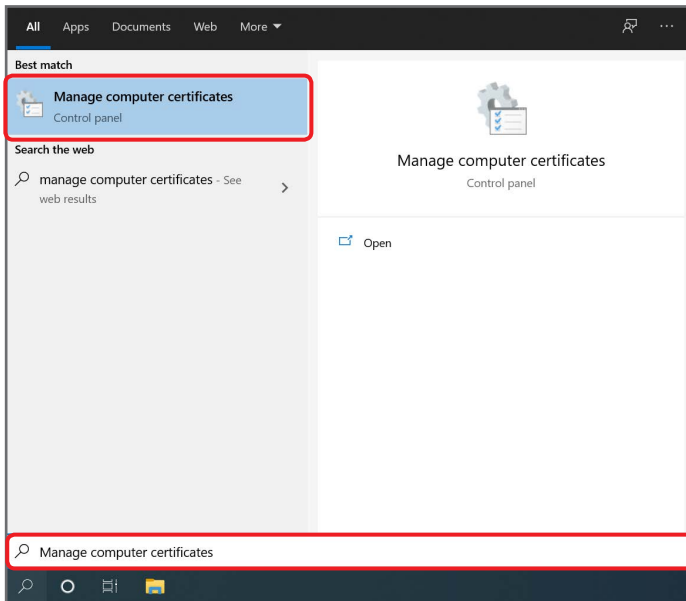 All Apps Documents Web More
Best match
Manage computer certificates
Control panel
Search the web
manage computer certificates - See
web results
Manage computer certificates
Control panel
Open
Manage computer certificates